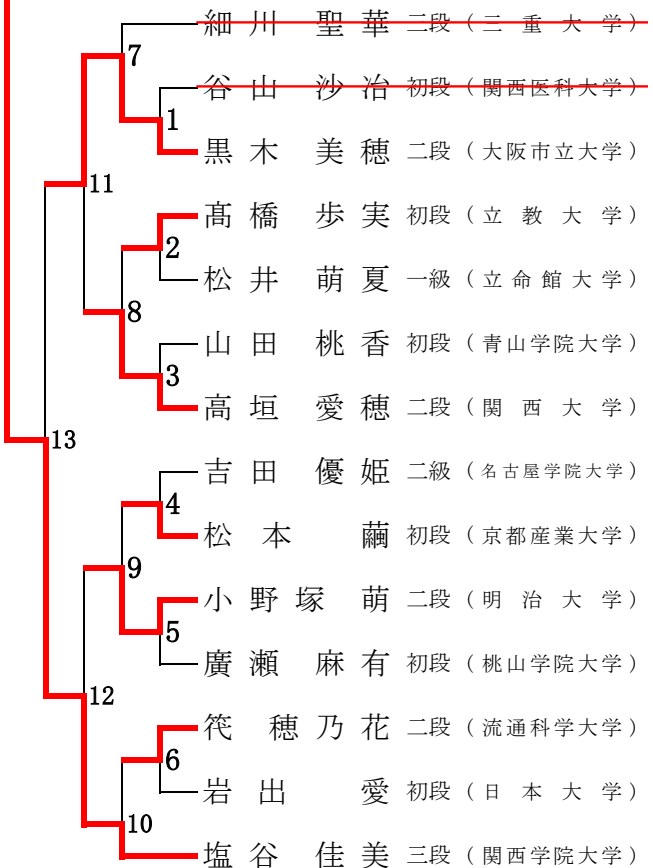 細川 聖華 二段 (三重大学)
7
谷山 沙冶 初段 (関西医科大学)
1
黒木 美穂 二段 (大阪市立大学)
11
髙橋 歩実 初段 (立教大学)
2
松井 萌夏 一級 (立命館大学)
8
山田 桃香 初段 (青山学院大学)
3
高垣 愛穂 二段 (関西大学)
13
吉田 優姫 二級 (名古屋学院大学)
4
松本 繭 初段 (京都産業大学)
9
小野塚 萌 二段 (明治大学)
5
廣瀬 麻有 初段 (桃山学院大学)
12
筏 穂乃花 二段 (流通科学大学)
6
岩出 愛 初段 (日本大学)
10
塩谷 佳美 三段 (関西学院大学)